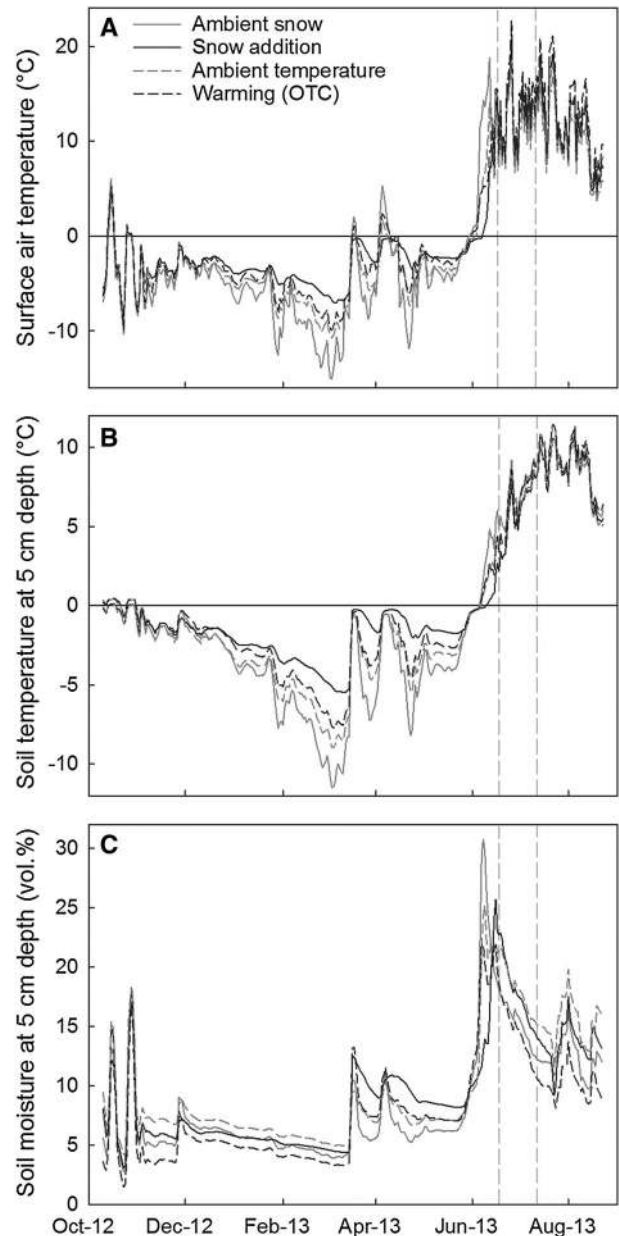 A
Ambient snow
Snow addition
Ambient temperature
Warming (OTC)
Surface air temperature (°C)
20
10
0
-10
B
Soil temperature at 5 cm depth (°C)
10
5
0
-5
-10
C
Soil moisture at 5 cm depth (vol.%)
30
25
20
15
10
5
0
Oct-12 Dec-12 Feb-13 Apr-13 Jun-13 Aug-13